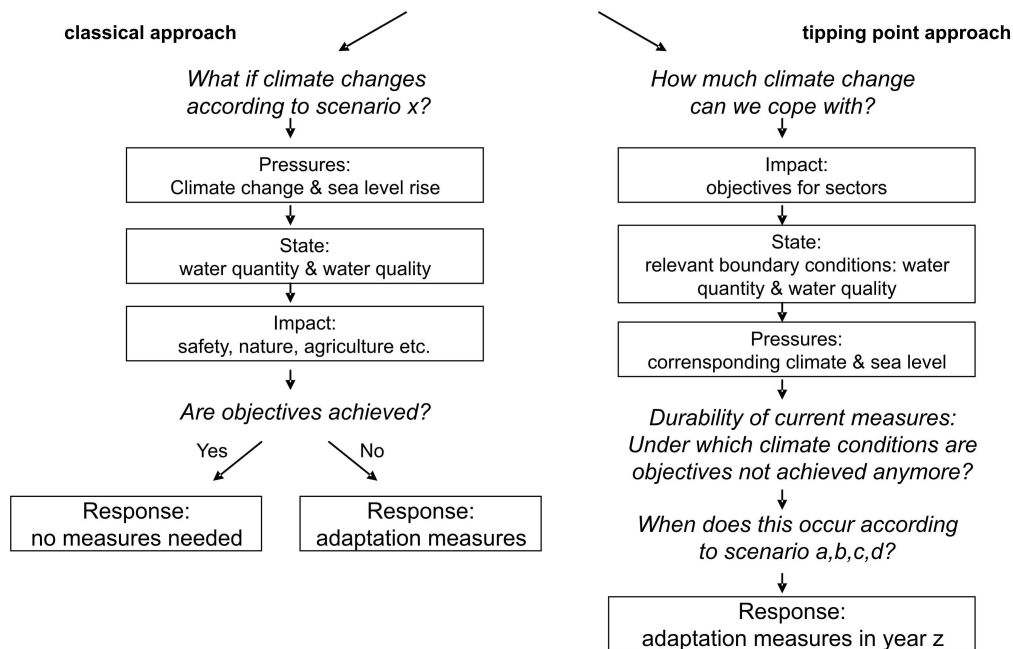 classical approach
What if climate changes
according to scenario x?
Pressures:
Climate change & sea level rise
State:
water quantity & water quality
Impact:
safety, nature, agriculture etc.
Are objectives achieved?
Yes
No
Response:
no measures needed
Response:
adaptation measures
tipping point approach
How much climate change
can we cope with?
Impact:
objectives for sectors
State:
relevant boundary conditions: water
quantity & water quality
Pressures:
corrensponding climate & sea level
Durability of current measures:
Under which climate conditions are
objectives not achieved anymore?
When does this occur according
to scenario a,b,c,d?
Response:
adaptation measures in year z